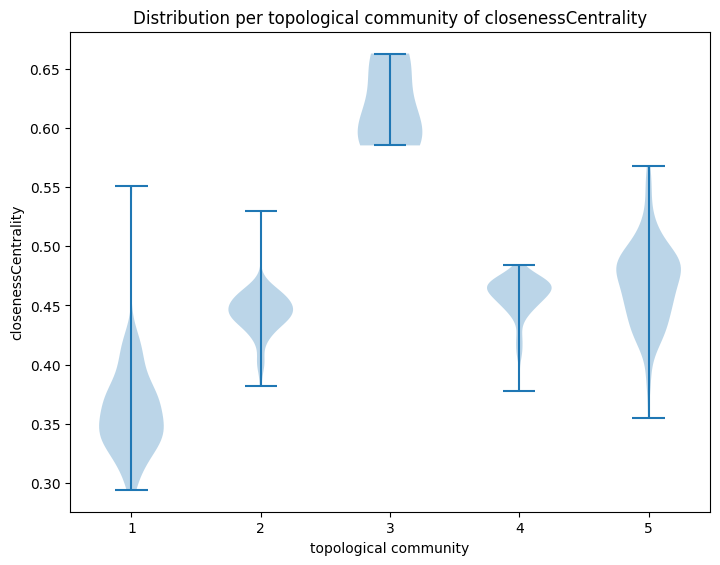 Distribution per topological community of closenessCentrality
closenessCentrality
0.65
0.60
0.55
0.50
0.45
0.40
0.35
0.30
1 2 3 4 5
topological community